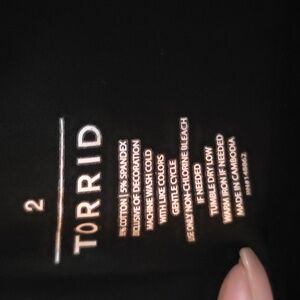 2
TORRID
% COTTON | 5% SPANDEX
EXCLUSIVE OF DECORATION
MACHINE WASH COLD
WITH LIKE COLORS
GENTLE CYCLE
USE ONLY NON-CHLORINE BLEACH
IF NEEDED
TUMBLE DRY LOW
WARM IRON IF NEEDED
MADE IN CAMBODIA